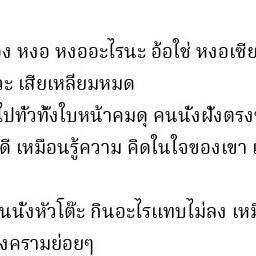 ง หงอ หงออะไรนะ อ้อใช่ หงอเซีย
วะ เสียเหลี่ยมหมด
ไปทั่วทั้งใบหน้าคมดุ คนนั่งฝั่งตรง
ดี เหมือนรู้ความ คิดในใจของเขา
นนั่งหัวโต๊ะ กินอะไรแทบไม่ลง เหมื
งครามย่อยๆ